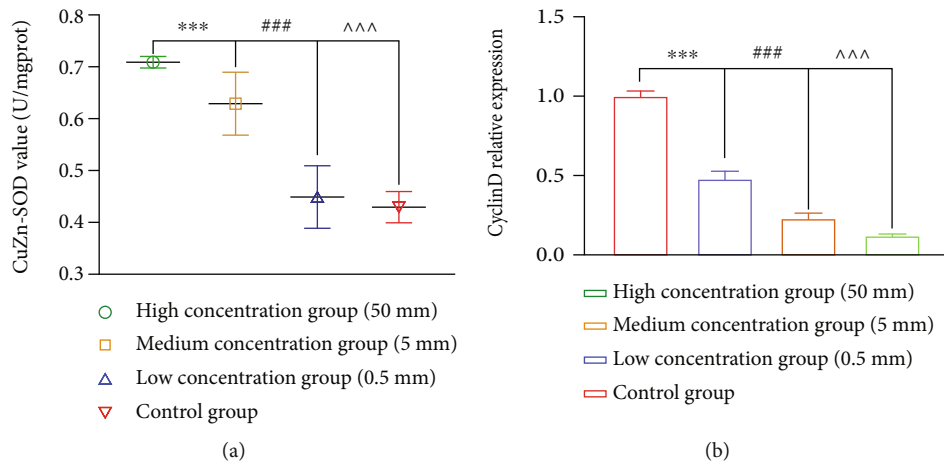 CuZn-SOD value (U/mgprot)
0.8
0.7
0.6
0.5
0.4
0.3
*** ### ^^^
High concentration group (50 mm)
Medium concentration group (5 mm)
Low concentration group (0.5 mm)
Control group
(a)
CyclinD relative expression
1.5
1.0
0.5
0.0
*** ### ^^^
High concentration group (50 mm)
Medium concentration group (5 mm)
Low concentration group (0.5 mm)
Control group
(b)